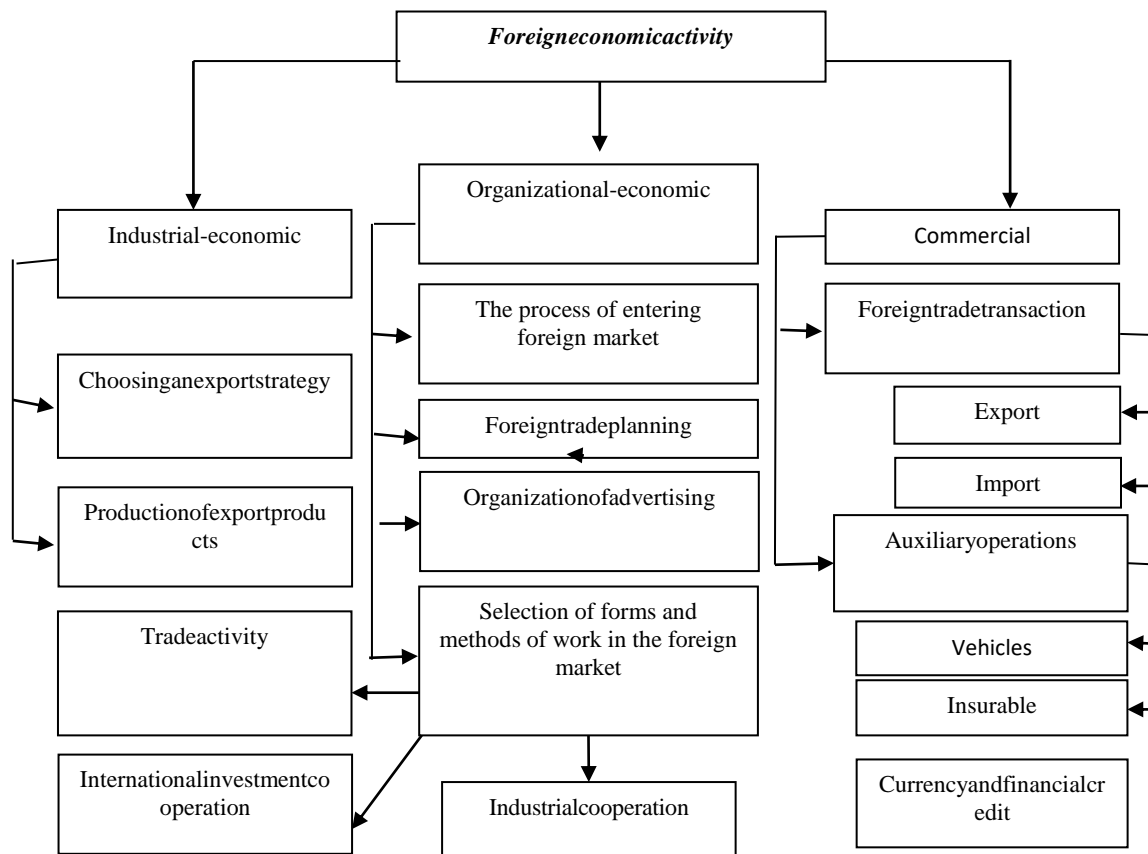 Foreigneconomicactivity
Organizational-economic
Industrial-economic
Commercial
The process of entering
foreign market
Foreigntradetransaction
Choosinganexportstrategy
Export
Foreigntradeplanning
Import
Organizationofadvertising
Productionofexportprodu
cts
Auxiliaryoperations
Selection of forms and
methods of work in the foreign
market
Tradeactivity
Vehicles
Insurable
Internationalinvestmentco
operation
Industrialcooperation
Currencyandfinancialcr
edit